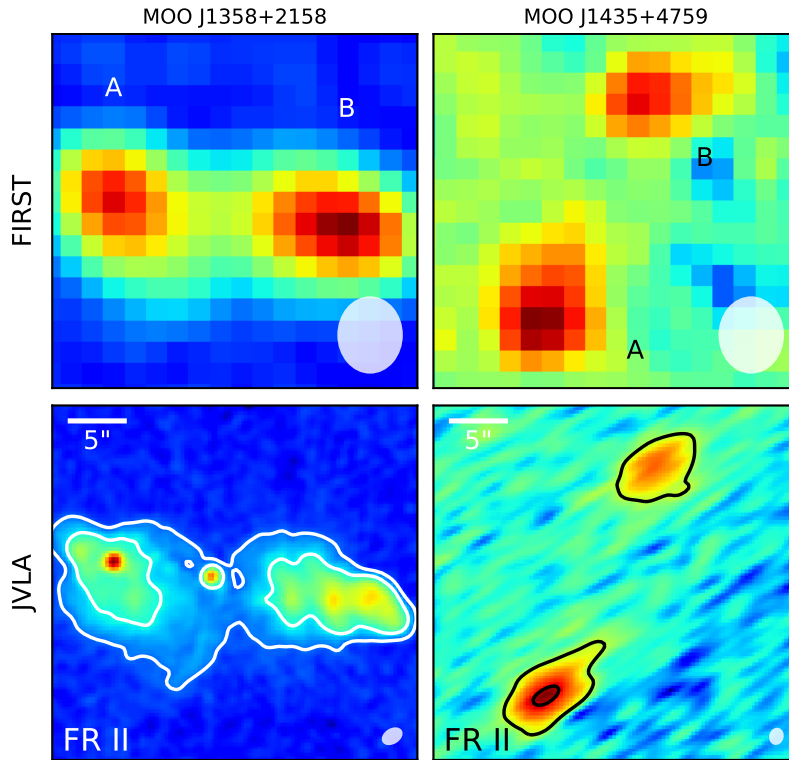 MOO J1358+2158
MOO J1435+4759
FIRST
A
B
B
A
JVLA
5"
5"
FR II
FR II